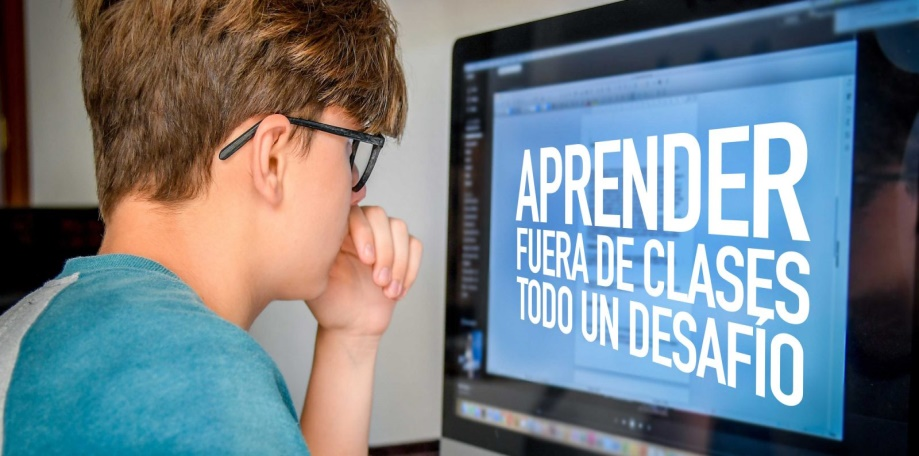 APRENDER
FUERA DE CLASES
TODO UN DESAFÍO